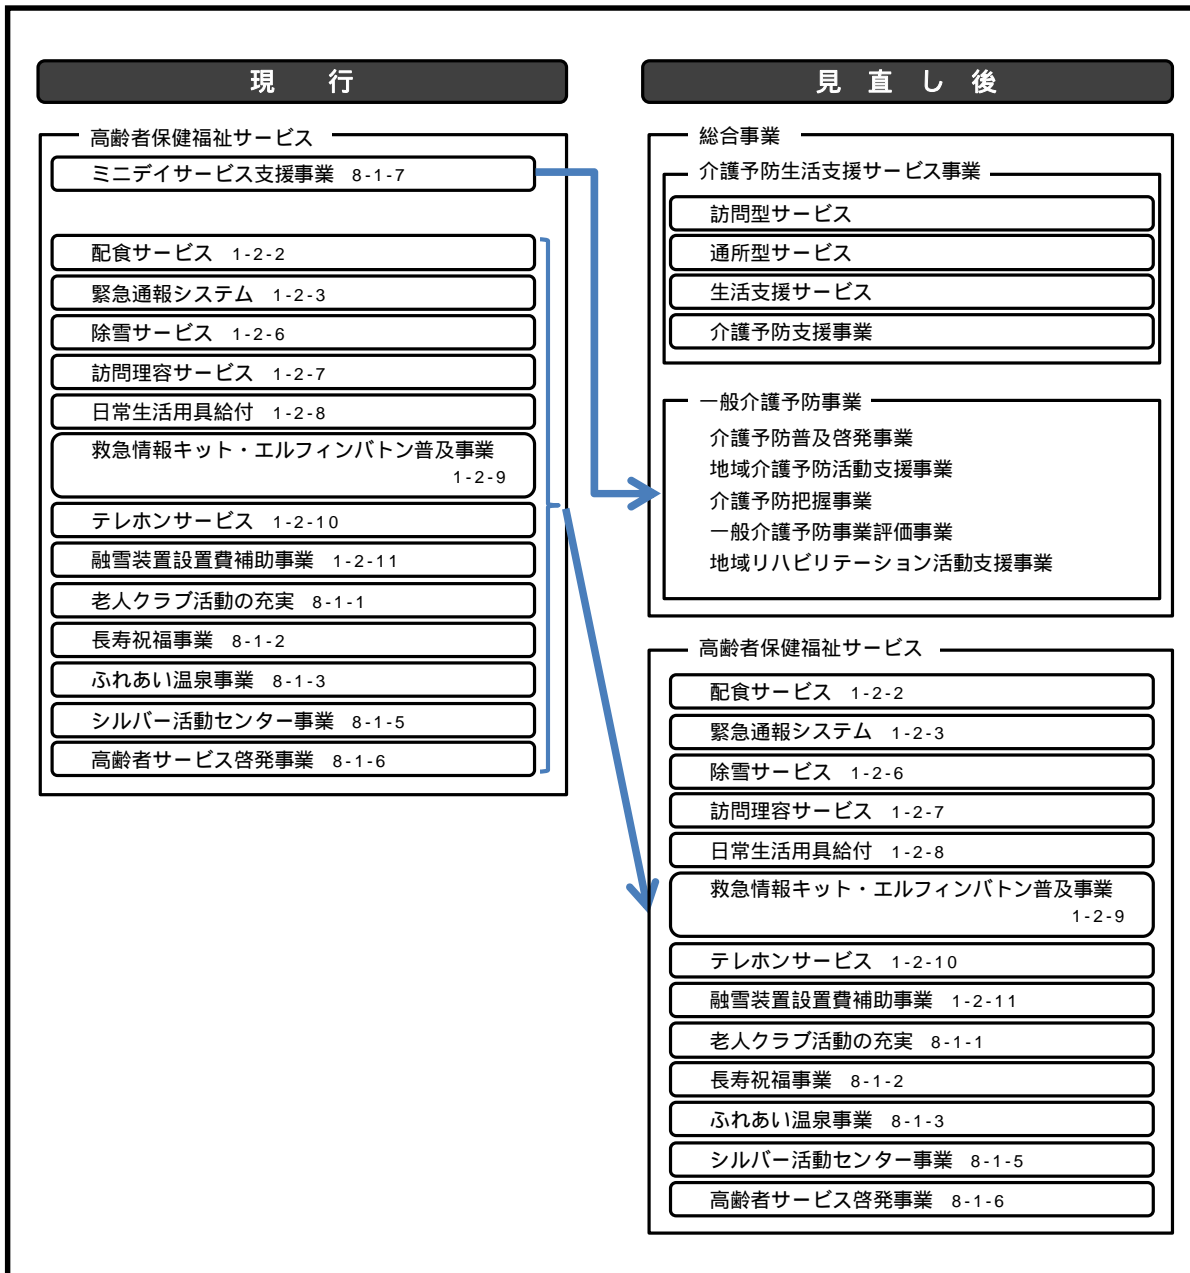 現　行
高齢者保健福祉サービス
ミニデイサービス支援事業 8-1-7
配食サービス 1-2-2
緊急通報システム 1-2-3
除雪サービス 1-2-6
訪問理容サービス 1-2-7
日常生活用具給付 1-2-8
救急情報キット・エルフィンバトン普及事業
1-2-9
テレホンサービス 1-2-10
融雪装置設置費補助事業 1-2-11
老人クラブ活動の充実 8-1-1
長寿祝福事業 8-1-2
ふれあい温泉事業 8-1-3
シルバー活動センター事業 8-1-5
高齢者サービス啓発事業 8-1-6
見 直 し 後
総合事業
介護予防生活支援サービス事業
訪問型サービス
通所型サービス
生活支援サービス
介護予防支援事業
一般介護予防事業
介護予防普及啓発事業
地域介護予防活動支援事業
介護予防把握事業
一般介護予防事業評価事業
地域リハビリテーション活動支援事業
高齢者保健福祉サービス
配食サービス 1-2-2
緊急通報システム 1-2-3
除雪サービス 1-2-6
訪問理容サービス 1-2-7
日常生活用具給付 1-2-8
救急情報キット・エルフィンバトン普及事業
1-2-9
テレホンサービス 1-2-10
融雪装置設置費補助事業 1-2-11
老人クラブ活動の充実 8-1-1
長寿祝福事業 8-1-2
ふれあい温泉事業 8-1-3
シルバー活動センター事業 8-1-5
高齢者サービス啓発事業 8-1-6